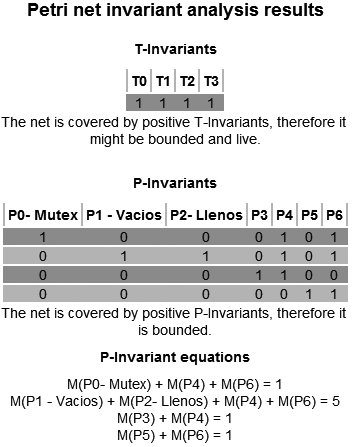 Petri net invariant analysis results
T-Invariants
T0 T1 T2 T3
1 1 1 1
The net is covered by positive T-Invariants, therefore it
might be bounded and live.
P-Invariants
P0- Mutex P1 - Vacios P2- Llenos P3 P4 P5 P6
1 0 0 0 1 0 1
0 1 1 0 1 0 1
0 0 0 1 1 0 0
0 0 0 0 0 1 1
The net is covered by positive P-Invariants, therefore it
is bounded.
P-Invariant equations
M(P0- Mutex) + M(P4) + M(P6) = 1
M(P1 - Vacios) + M(P2- Llenos) + M(P4) + M(P6) = 5
M(P3) + M(P4) = 1
M(P5) + M(P6) = 1